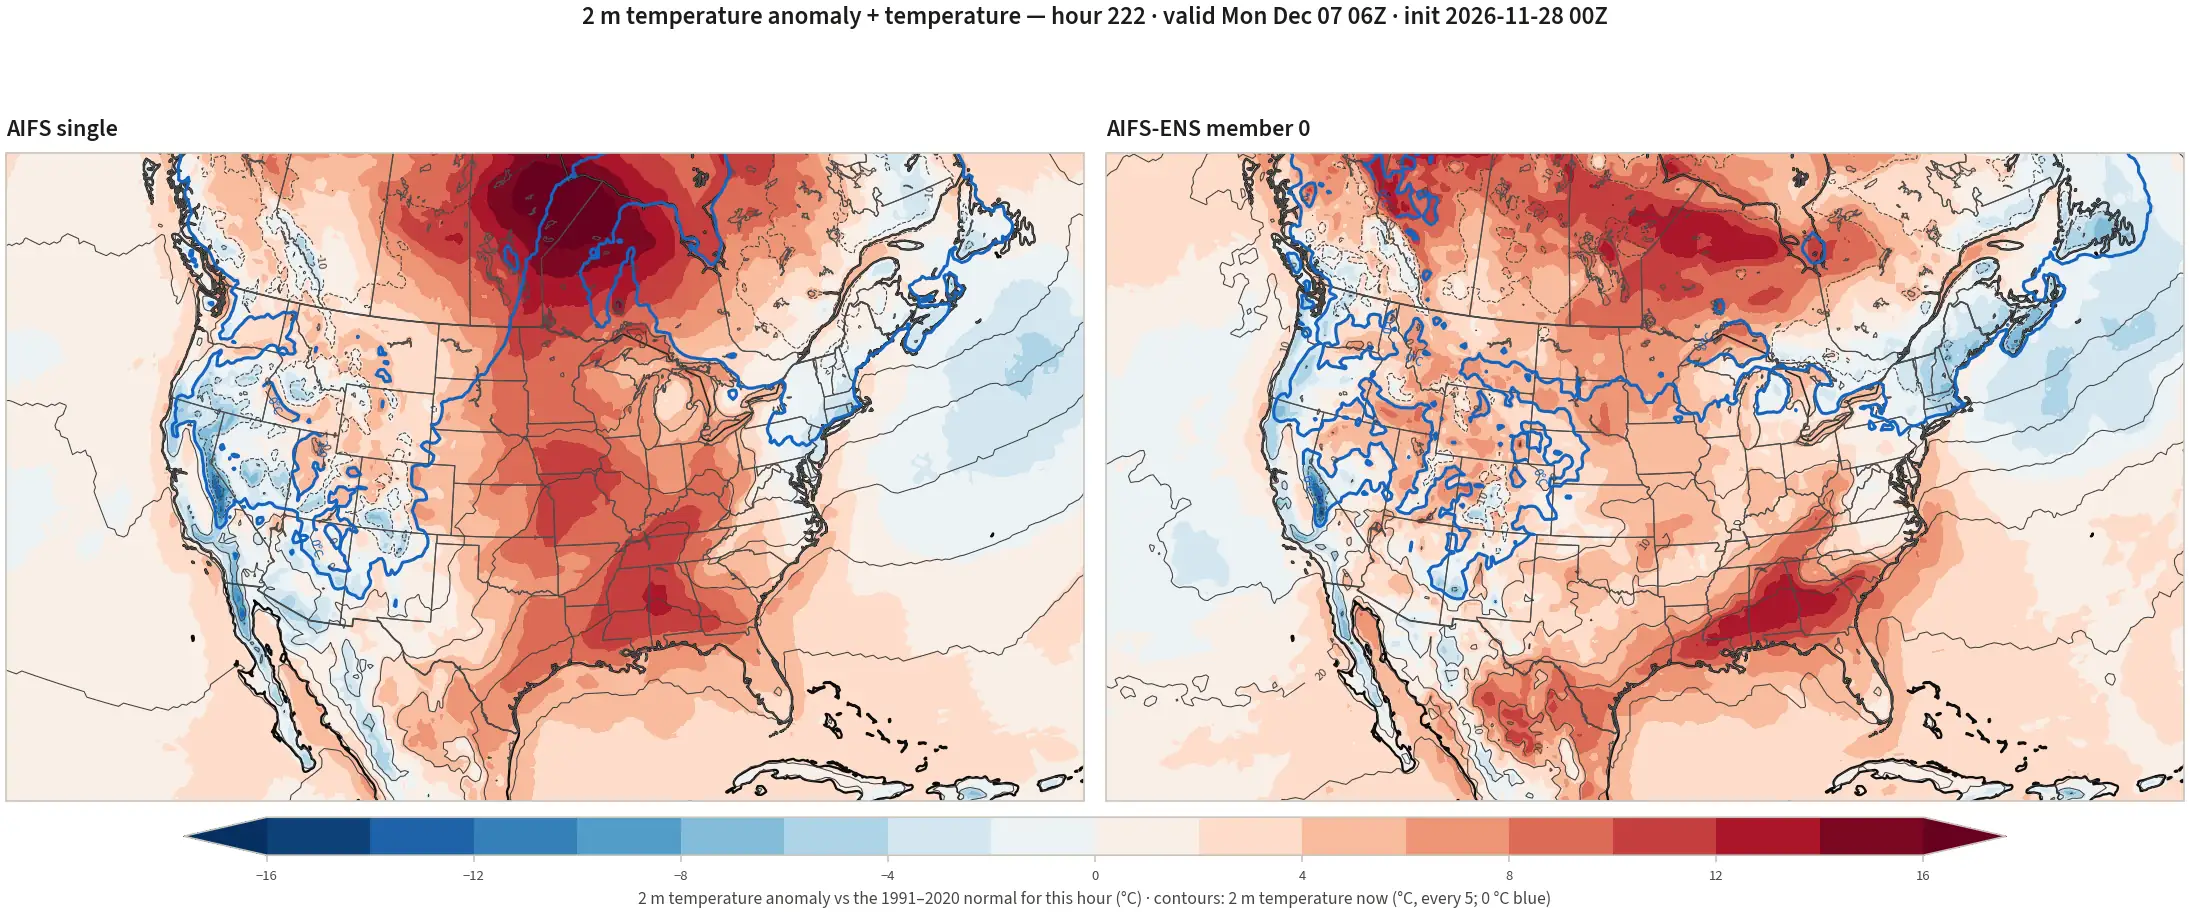 2 m temperature anomaly + temperature — hour 222 · valid Mon Dec 07 06Z · init 2026-11-28 00Z
AIFS single
AIFS-ENS member 0
−16 −12 −8 −4 0 4 8 12 16
2 m temperature anomaly vs the 1991–2020 normal for this hour (°C) · contours: 2 m temperature now (°C, every 5; 0 °C blue)